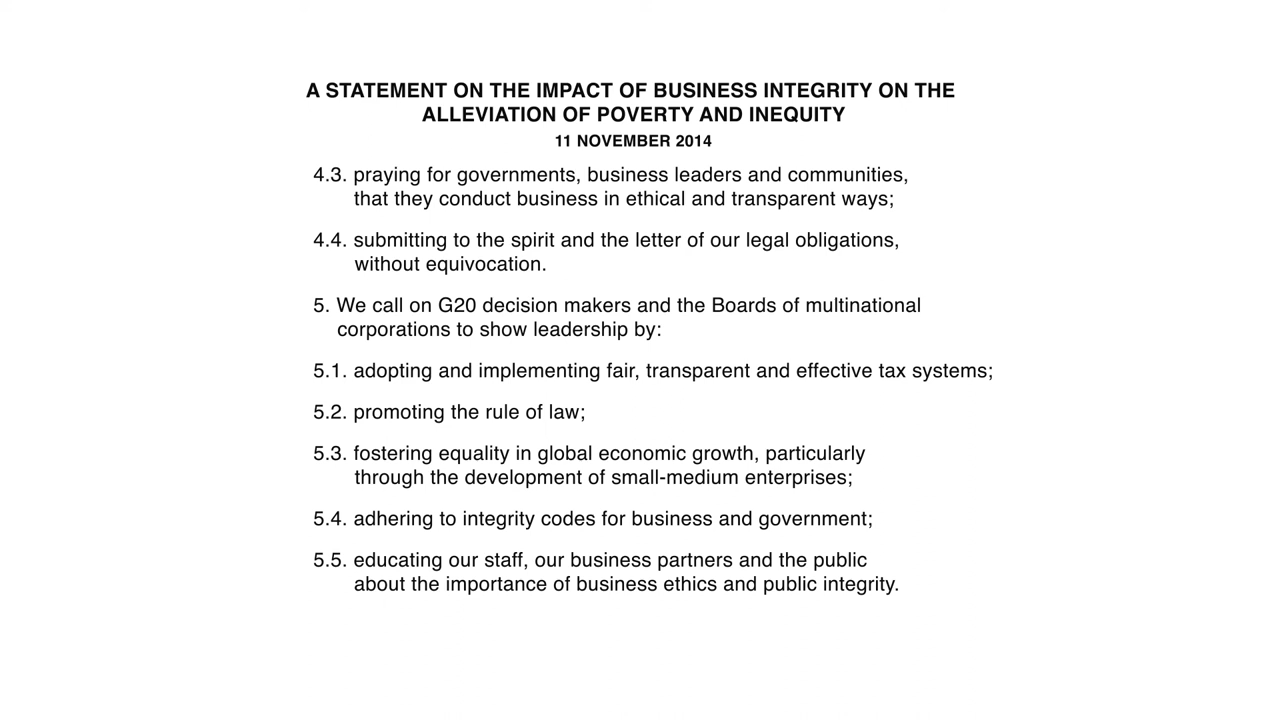 A STATEMENT ON THE IMPACT OF BUSINESS INTEGRITY ON THE
ALLEVIATION OF POVERTY AND INEQUITY
11 NOVEMBER 2014
4.3. praying for governments, business leaders and communities,
that they conduct business in ethical and transparent ways;
4.4. submitting to the spirit and the letter of our legal obligations,
without equivocation.
5. We call on G20 decision makers and the Boards of multinational
corporations to show leadership by:
5.1. adopting and implementing fair, transparent and effective tax systems;
5.2. promoting the rule of law;
5.3. fostering equality in global economic growth, particularly
through the development of small-medium enterprises;
5.4. adhering to integrity codes for business and government;
5.5. educating our staff, our business partners and the public
about the importance of business ethics and public integrity.